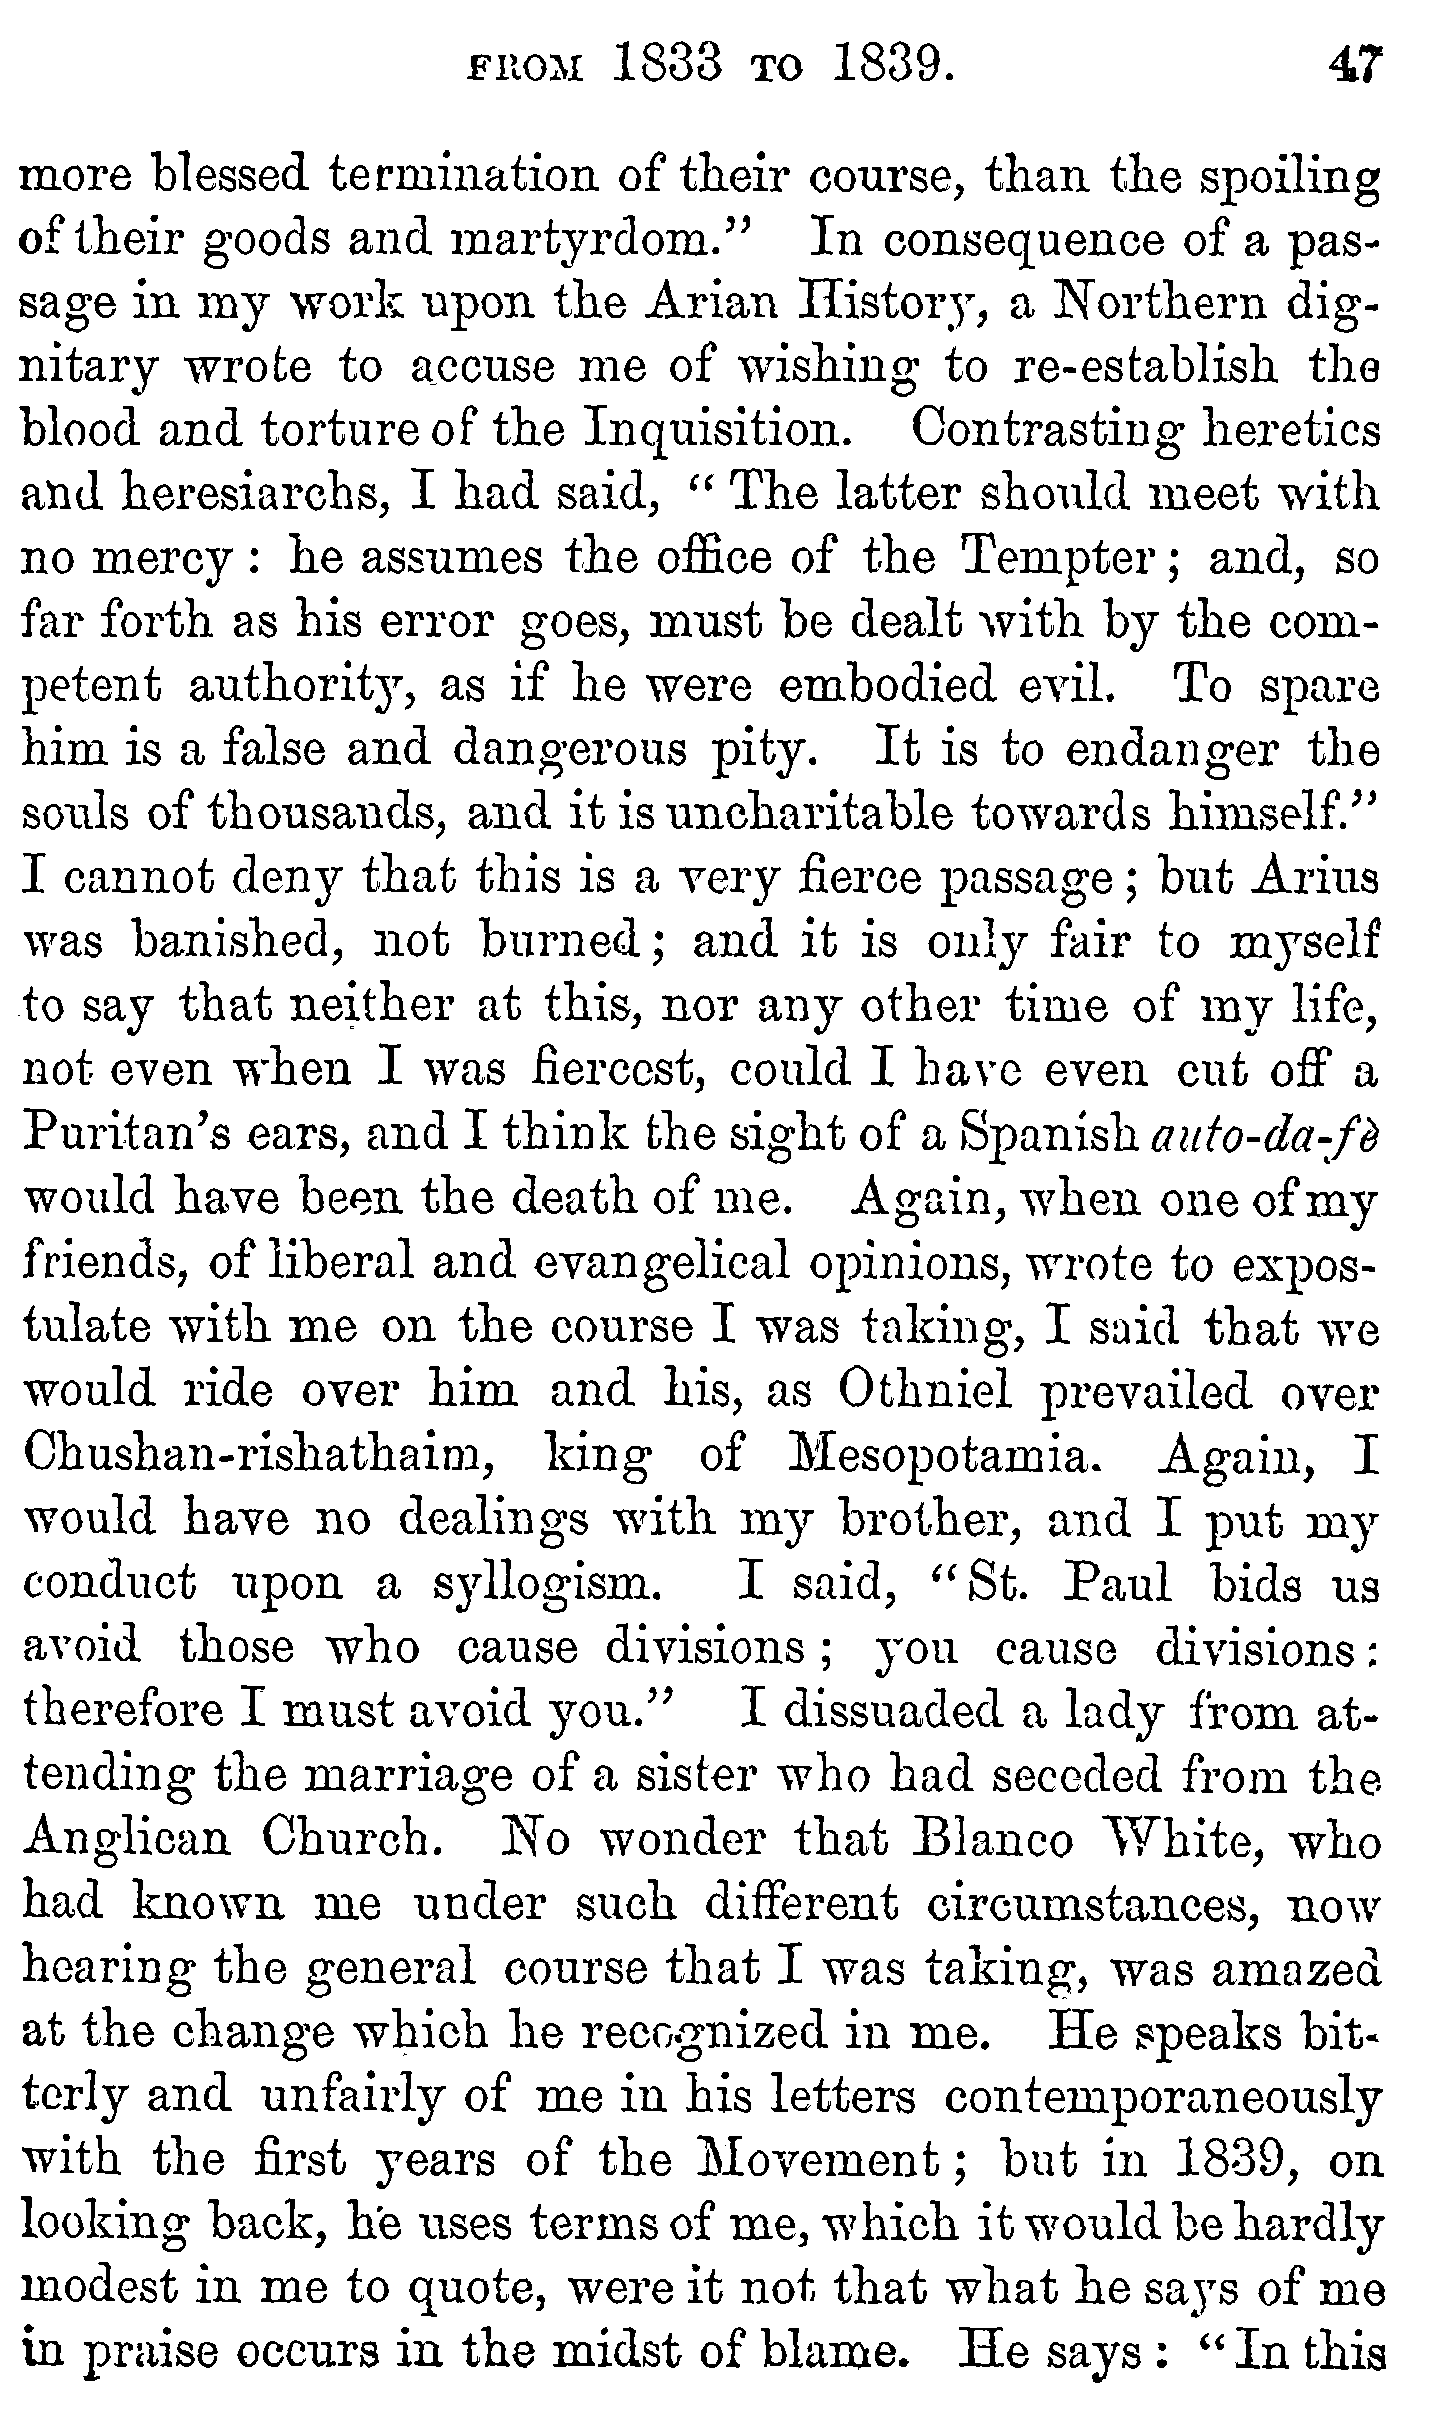 FROM 1833 TO 1839. 47
more blessed termination of their course, than the spoiling
of their goods and martyrdom.” In consequence of a pas-
sage in my work upon the Arian History, a Northern dig-
nitary wrote to accuse me of wishing to re-establish the
blood and torture of the Inquisition. Contrasting heretics
and heresiarchs, I had said, “The latter should meet with
no mercy : he assumes the office of the Tempter ; and, so
far forth as his error goes, must be dealt with by the com-
petent authority, as if he were embodied evil. To spare
him is a false and dangerous pity. It is to endanger the
souls of thousands, and it is uncharitable towards himself.”
I cannot deny that this is a very fierce passage ; but Arius
was banished, not burned ; and it is only fair to myself
to say that neither at this, nor any other time of my life,
not even when I was fiercest, could I have even cut off a
Puritan’s ears, and I think the sight of a Spanish auto-da-fè
would have been the death of me. Again, when one of my
friends, of liberal and evangelical opinions, wrote to expos-
tulate with me on the course I was taking, I said that we
would ride over him and his, as Othniel prevailed over
Chushan-rishathaim, king of Mesopotamia. Again, I
would have no dealings with my brother, and I put my
conduct upon a syllogism. I said, “St. Paul bids us
avoid those who cause divisions ; you cause divisions :
therefore I must avoid you.” I dissuaded a lady from at-
tending the marriage of a sister who had seceded from the
Anglican Church. No wonder that Blanco White, who
had known me under such different circumstances, now
hearing the general course that I was taking, was amazed
at the change which he recognized in me. He speaks bit-
terly and unfairly of me in his letters contemporaneously
with the first years of the Movement ; but in 1839, on
looking back, he uses terms of me, which it would be hardly
modest in me to quote, were it not that what he says of me
in praise occurs in the midst of blame. He says : “In this